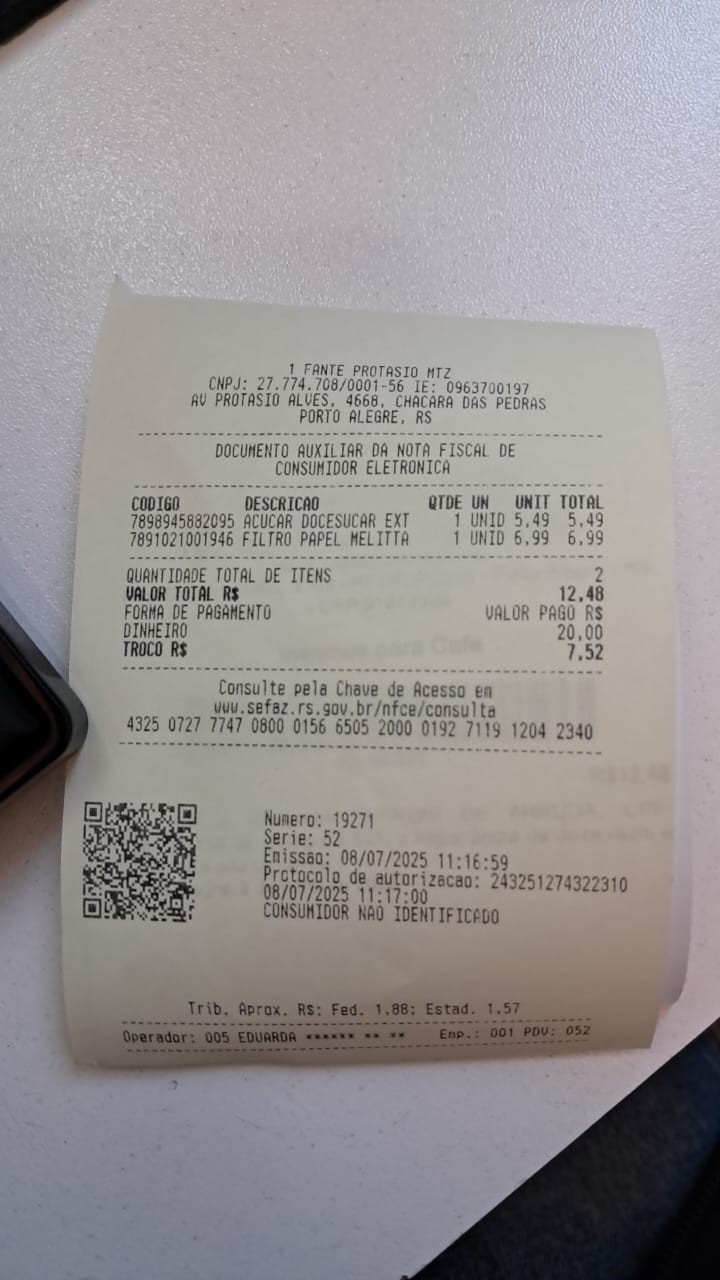 1 FANTE PROTASIO MTZ
CNPJ: 27.774.708/0001-56 IE: 0963700197
AV PROTASIO ALVES, 4668, CHACARA DAS PEDRAS
PORTO ALEGRE, RS
DOCUMENTO AUXILIAR DA NOTA FISCAL DE
CONSUMIDOR ELETRONICA
CODIGO DESCRICAO QTDE UN UNIT TOTAL
7898945882095 ACUCAR DOCESUCAR EXT 1 UNID 5,49 5,49
7891021001946 FILTRO PAPEL MELITTA 1 UNID 6,99 6,99
QUANTIDADE TOTAL DE ITENS 2
VALOR TOTAL R$ 12,48
FORMA DE PAGAMENTO VALOR PAGO R$
DINHEIRO 20,00
TROCO R$ 7,52
Consulte pela Chave de Acesso em
www.sefaz.rs.gov.br/nfce/consulta
4325 0727 7747 0800 0156 6505 2000 0192 7119 1204 2340
Numero: 19271
Serie: 52
Emissao: 08/07/2025 11:16:59
Protocolo de autorizacao: 243251274322310
08/07/2025 11:17:00
CONSUMIDOR NAO IDENTIFICADO
Trib. Aprox. R$: Fed. 1,88; Estad. 1,57
Operador: 005 EDUARDA ****** ** ** Emp.: 001 PDV: 052